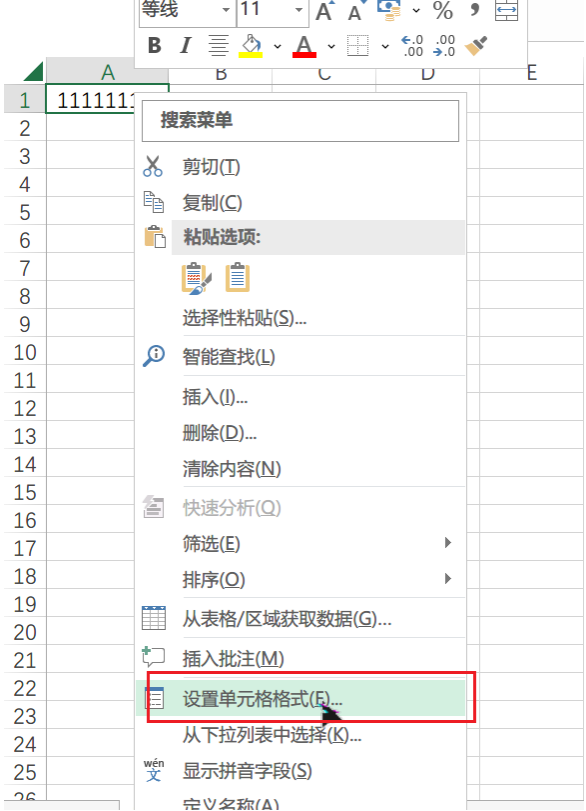 等线 11 A A % ,
B I A ←.0 .00 .00 →.0
A B C D E
1 1111111
搜索菜单
2
3 剪切(T)
4
5 复制(C)
6 粘贴选项:
7
8
9 选择性粘贴(S)...
10 智能查找(L)
11
12 插入(I)...
13 删除(D)...
14 清除内容(N)
15
16 快速分析(Q)
17 筛选(E)
18 排序(O)
19
20 从表格/区域获取数据(G)...
21 插入批注(M)
22 设置单元格格式(F)...
23
24 从下拉列表中选择(K)...
25 wén 文 显示拼音字段(S)
26 定义名称(A)